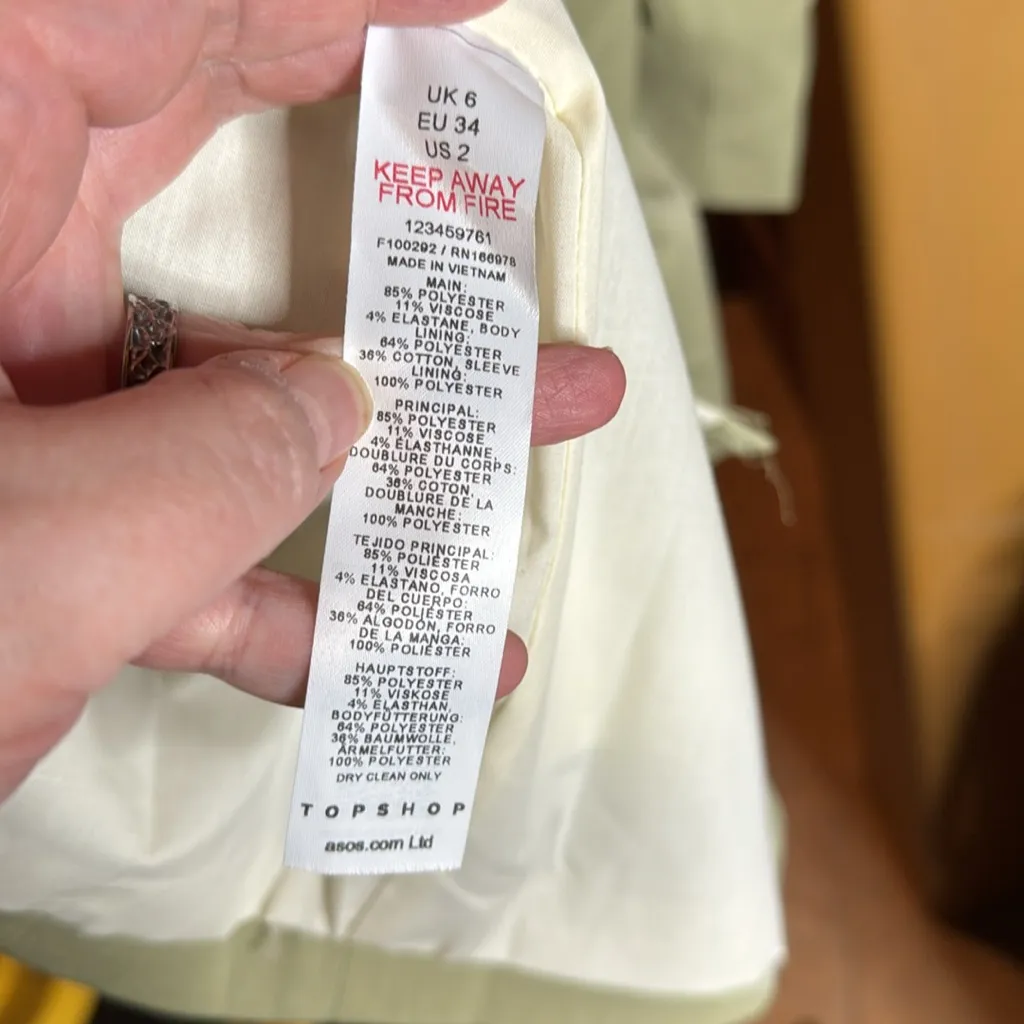 UK 6
EU 34
US 2
KEEP AWAY
FROM FIRE
123459761
F100292 / RN166978
MADE IN VIETNAM
MAIN:
85% POLYESTER
11% VISCOSE
4% ELASTANE, BODY
LINING:
64% POLYESTER
36% COTTON, SLEEVE
LINING:
100% POLYESTER
PRINCIPAL:
85% POLYESTER
11% VISCOSE
4% ÉLASTHANNE,
DOUBLURE DU CORPS:
64% POLYESTER
36% COTON,
DOUBLURE DE LA
MANCHE:
100% POLYESTER
TEJIDO PRINCIPAL:
85% POLIÉSTER
11% VISCOSA
4% ELASTANO, FORRO
DEL CUERPO:
64% POLIÉSTER
36% ALGODÓN, FORRO
DE LA MANGA:
100% POLIÉSTER
HAUPTSTOFF:
85% POLYESTER
11% VISKOSE
4% ELASTHAN,
BODYFÜTTERUNG:
64% POLYESTER
36% BAUMWOLLE,
ÄRMELFUTTER:
100% POLYESTER
DRY CLEAN ONLY
TOPSHOP
asos.com Ltd